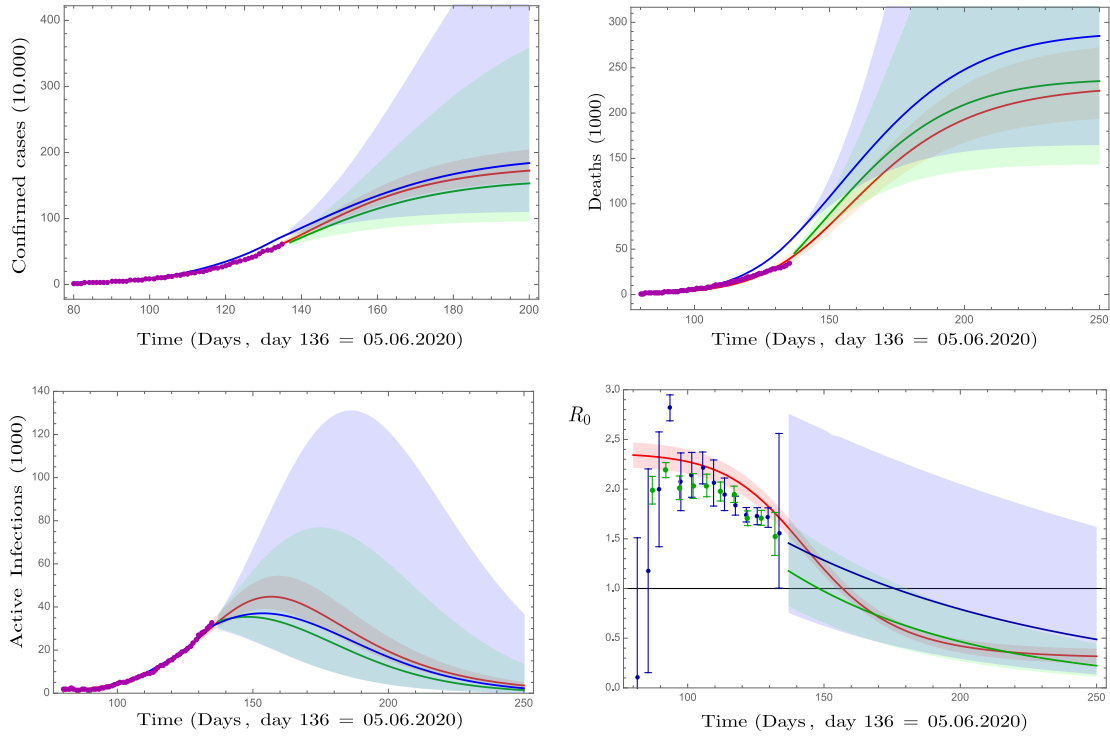 Confirmed cases (10.000)
400
300
200
100
0
80 100 120 140 160 180 200
Time (Days, day 136 = 05.06.2020)
Deaths (1000)
300
250
200
150
100
50
0
100 150 200 250
Time (Days, day 136 = 05.06.2020)
Active Infections (1000)
140
120
100
80
60
40
20
0
100 150 200 250
Time (Days, day 136 = 05.06.2020)
R0
3.0
2.5
2.0
1.5
1.0
0.5
0.0
100 150 200 250
Time (Days, day 136 = 05.06.2020)